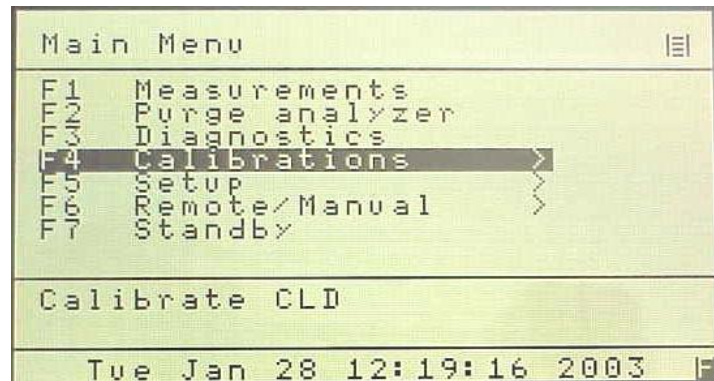 Main Menu
F1 Measurements
F2 Purge analyzer
F3 Diagnostics
F4 Calibrations >
F5 Setup >
F6 Remote/Manual >
F7 Standby
Calibrate CLD
Tue Jan 28 12:19:16 2003 F